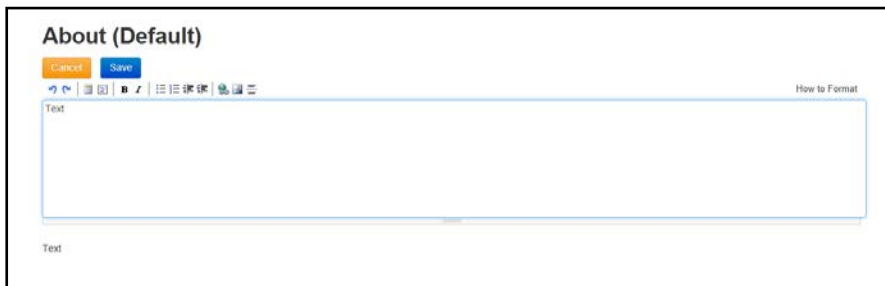 About (Default)
Cancel Save
B I
How to Format
Text
Text